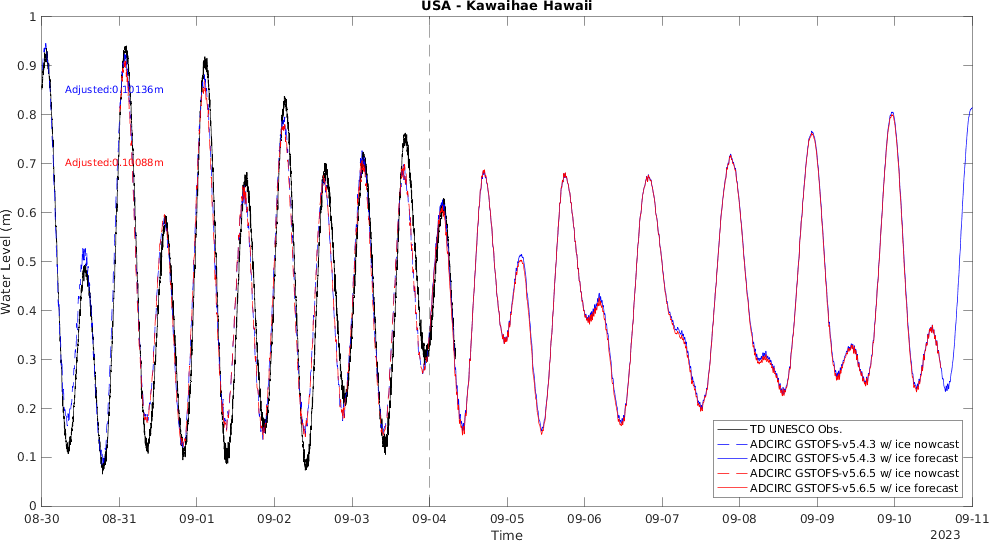 USA - Kawaihae Hawaii
1
0.9
0.8
0.7
0.6
0.5
0.4
0.3
0.2
0.1
0
Water Level (m)
Adjusted:0.10136m
Adjusted:0.10088m
TD UNESCO Obs.
ADCIRC GSTOFS-v5.4.3 w/ ice nowcast
ADCIRC GSTOFS-v5.4.3 w/ ice forecast
ADCIRC GSTOFS-v5.6.5 w/ ice nowcast
ADCIRC GSTOFS-v5.6.5 w/ ice forecast
08-30 08-31 09-01 09-02 09-03 09-04 09-05 09-06 09-07 09-08 09-09 09-10 09-11
Time
2023